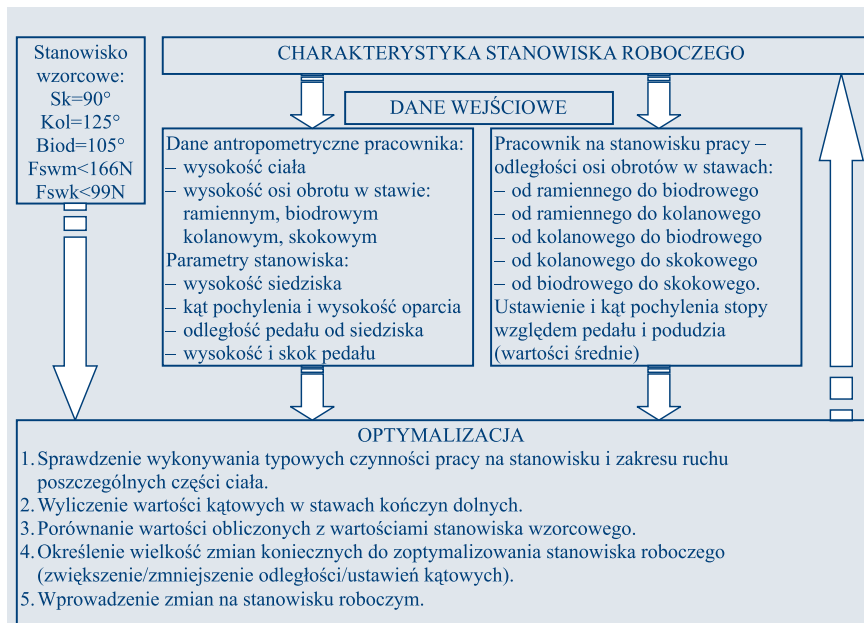 Stanowisko
wzorcowe:
Sk=90°
Kol=125°
Biod=105°
Fswm<166N
Fswk<99N
CHARAKTERYSTYKA STANOWISKA ROBOCZEGO
DANE WEJŚCIOWE
Dane antropometryczne pracownika:
– wysokość ciała
– wysokość osi obrotu w stawie:
ramiennym, biodrowym
kolanowym, skokowym
Parametry stanowiska:
– wysokość siedziska
– kąt pochylenia i wysokość oparcia
– odległość pedału od siedziska
– wysokość i skok pedału
Pracownik na stanowisku pracy –
odległości osi obrotów w stawach:
– od ramiennego do biodrowego
– od ramiennego do kolanowego
– od kolanowego do biodrowego
– od kolanowego do skokowego
– od biodrowego do skokowego.
Ustawienie i kąt pochylenia stopy
względem pedału i podudzia
(wartości średnie)
OPTYMALIZACJA
1. Sprawdzenie wykonywania typowych czynności pracy na stanowisku i zakresu ruchu
poszczególnych części ciała.
2. Wyliczenie wartości kątowych w stawach kończyn dolnych.
3. Porównanie wartości obliczonych z wartościami stanowiska wzorcowego.
4. Określenie wielkość zmian koniecznych do zoptymalizowania stanowiska roboczego
(zwiększenie/zmniejszenie odległości/ustawień kątowych).
5. Wprowadzenie zmian na stanowisku roboczym.